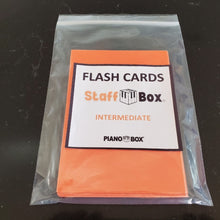 FLASH CARDS
Staff Box
INTERMEDIATE
PIANO BOX